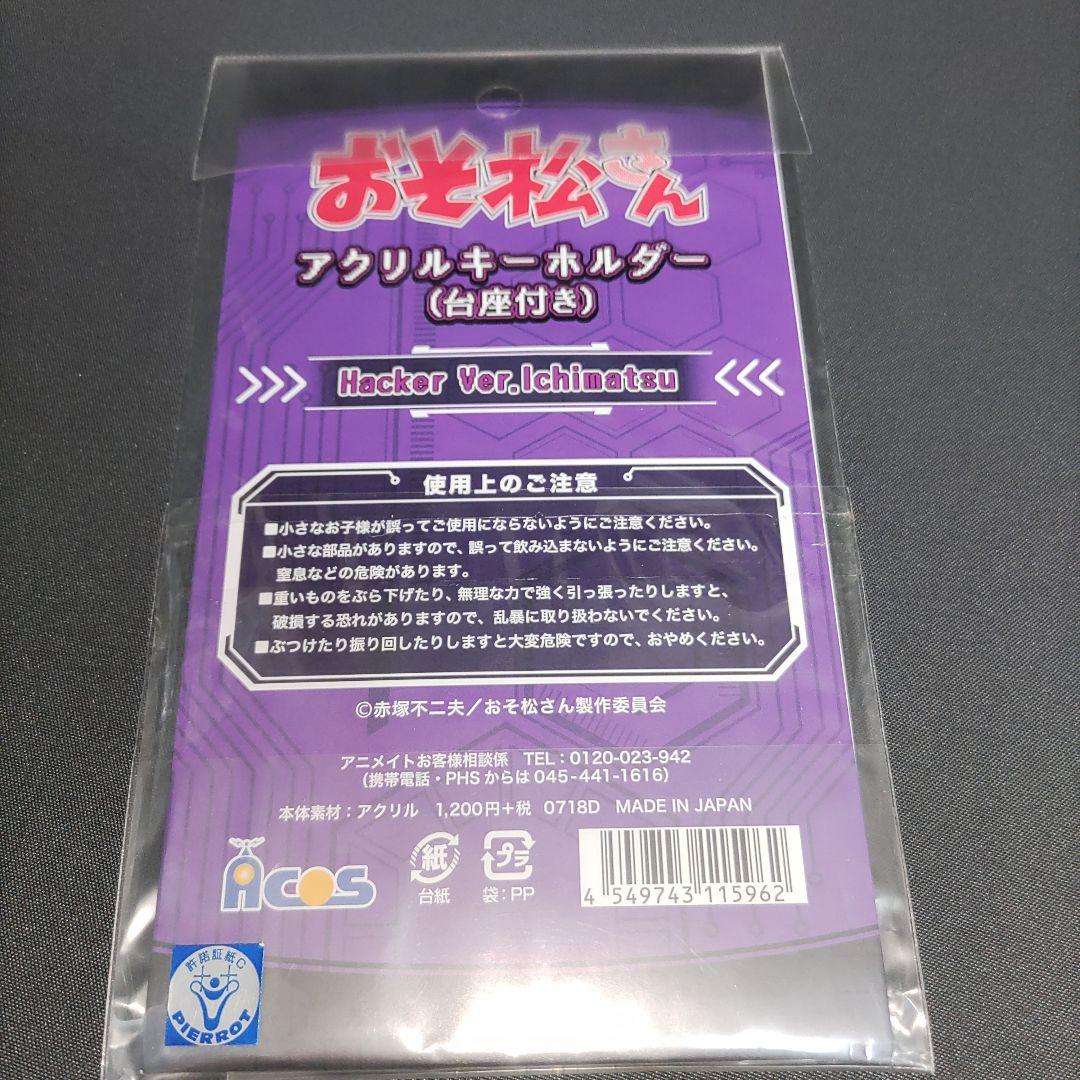 おそ松さん
アクリルキーホルダー
(台座付き)
Hacker Ver.Ichimatsu
使用上のご注意
■小さなお子様が誤ってご使用にならないようにご注意ください。
■小さな部品がありますので、誤って飲み込まないようにご注意ください。
窒息などの危険があります。
■重いものをぶら下げたり、無理な力で強く引っ張ったりしますと、
破損する恐れがありますので、乱暴に取り扱わないでください。
■ぶつけたり振り回したりしますと大変危険ですので、おやめください。
©赤塚不二夫／おそ松さん製作委員会
アニメイトお客様相談係 TEL：0120-023-942
(携帯電話・PHSからは045-441-1616)
本体素材：アクリル 1,200円+税 0718D MADE IN JAPAN
ACOS
紙
台紙
プラ
袋：PP
4 549743 115962
許諾証紙C
PIERROT